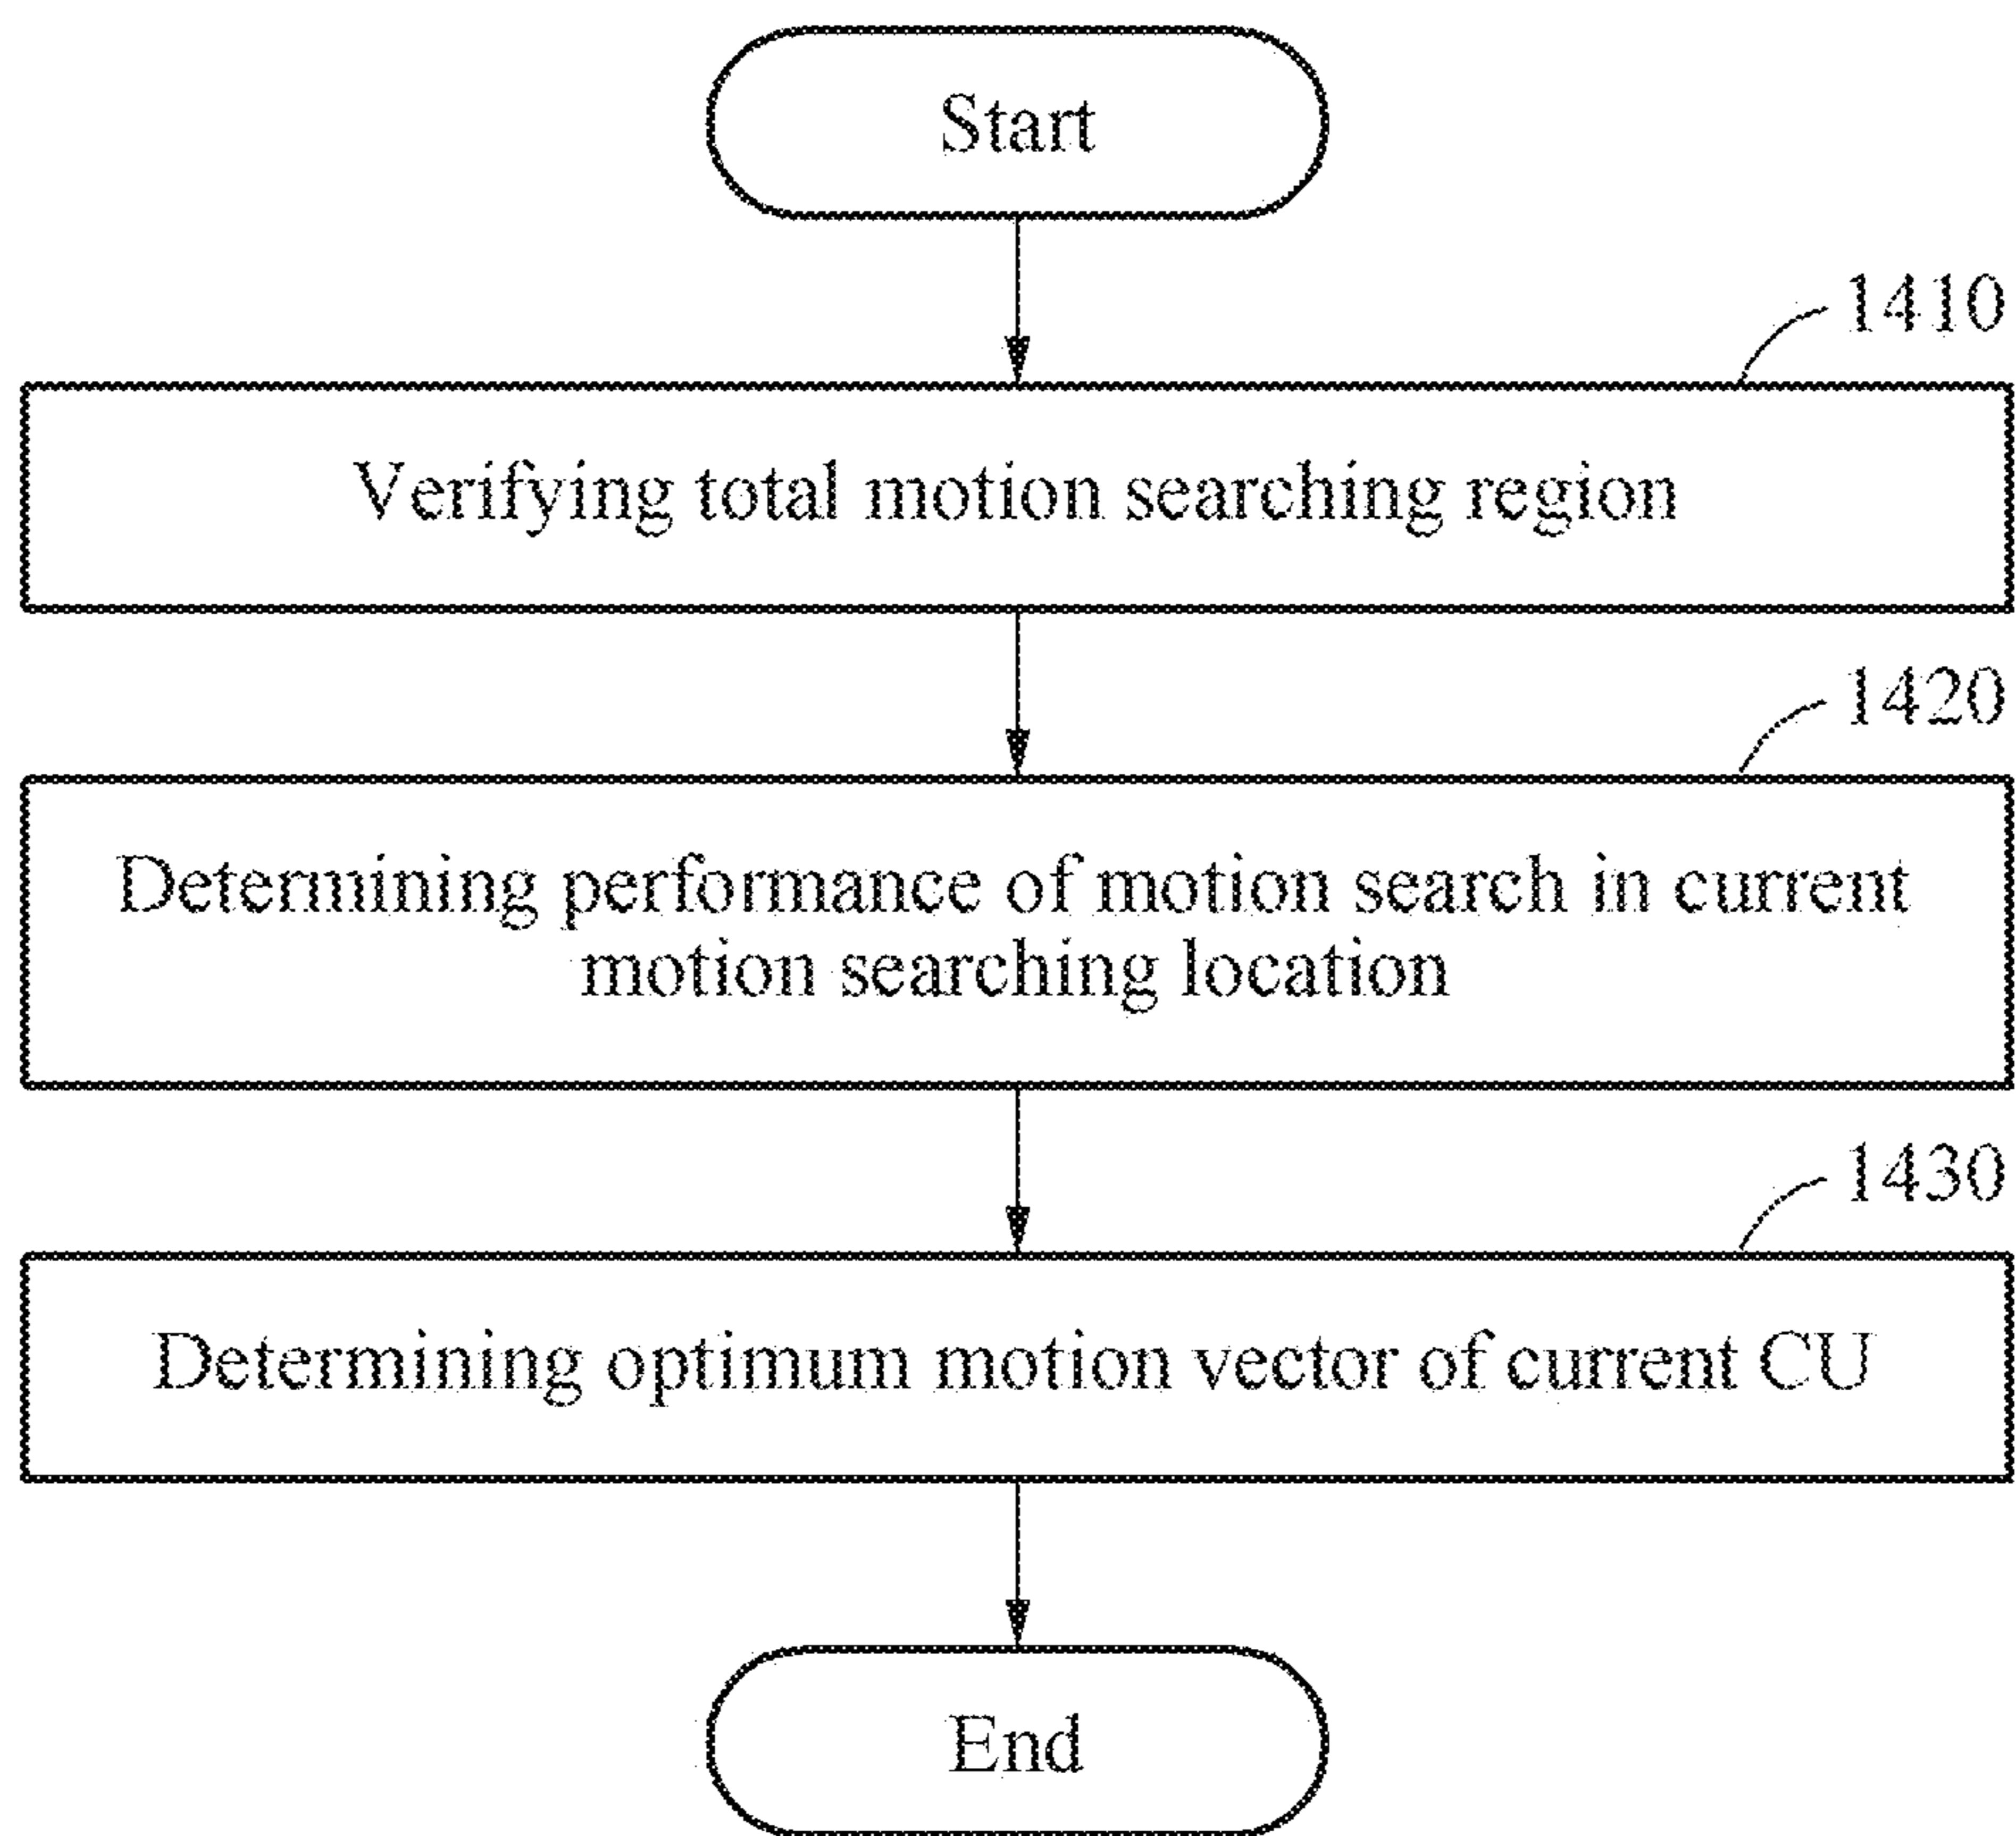 Start
1410
Verifying total motion searching region
1420
Determining performance of motion search in current
motion searching location
1430
Determining optimum motion vector of current CU
End